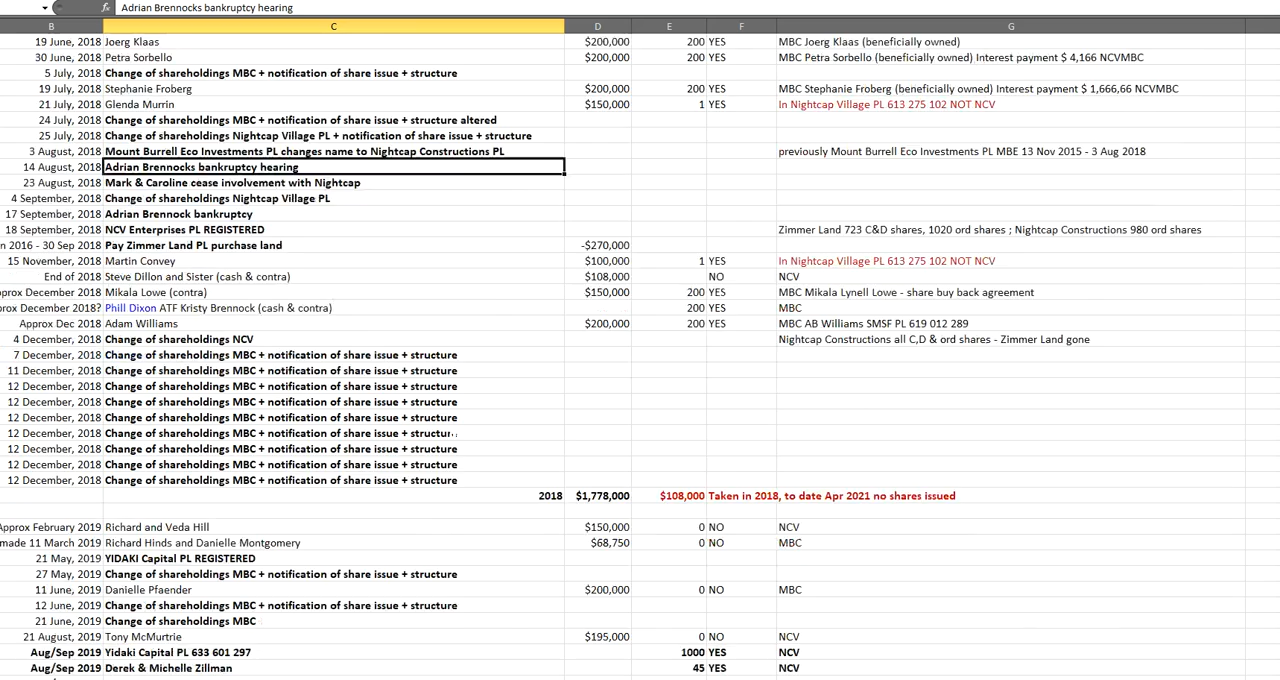 fx Adrian Brennocks bankruptcy hearing
B C D E F G
19 June, 2018 Joerg Klaas $200,000 200 YES MBC Joerg Klaas (beneficially owned)
30 June, 2018 Petra Sorbello $200,000 200 YES MBC Petra Sorbello (beneficially owned) Interest payment $ 4,166 NCVMBC
5 July, 2018 Change of shareholdings MBC + notification of share issue + structure
19 July, 2018 Stephanie Froberg $200,000 200 YES MBC Stephanie Froberg (beneficially owned) Interest payment $ 1,666,66 NCVMBC
21 July, 2018 Glenda Murrin $150,000 1 YES In Nightcap Village PL 613 275 102 NOT NCV
24 July, 2018 Change of shareholdings MBC + notification of share issue + structure altered
25 July, 2018 Change of shareholdings Nightcap Village PL + notification of share issue + structure
3 August, 2018 Mount Burrell Eco Investments PL changes name to Nightcap Constructions PL previously Mount Burrell Eco Investments PL MBE 13 Nov 2015 - 3 Aug 2018
14 August, 2018 Adrian Brennocks bankruptcy hearing
23 August, 2018 Mark & Caroline cease involvement with Nightcap
4 September, 2018 Change of shareholdings Nightcap Village PL
17 September, 2018 Adrian Brennock bankruptcy
18 September, 2018 NCV Enterprises PL REGISTERED Zimmer Land 723 C&D shares, 1020 ord shares ; Nightcap Constructions 980 ord shares
n 2016 - 30 Sep 2018 Pay Zimmer Land PL purchase land -$270,000
15 November, 2018 Martin Convey $100,000 1 YES In Nightcap Village PL 613 275 102 NOT NCV
End of 2018 Steve Dillon and Sister (cash & contra) $108,000 NO NCV
prox December 2018 Mikala Lowe (contra) $150,000 200 YES MBC Mikala Lynell Lowe - share buy back agreement
rox December 2018? Phill Dixon ATF Kristy Brennock (cash & contra) 200 YES MBC
Approx Dec 2018 Adam Williams $200,000 200 YES MBC AB Williams SMSF PL 619 012 289
4 December, 2018 Change of shareholdings NCV Nightcap Constructions all C,D & ord shares - Zimmer Land gone
7 December, 2018 Change of shareholdings MBC + notification of share issue + structure
11 December, 2018 Change of shareholdings MBC + notification of share issue + structure
12 December, 2018 Change of shareholdings MBC + notification of share issue + structure
12 December, 2018 Change of shareholdings MBC + notification of share issue + structure
12 December, 2018 Change of shareholdings MBC + notification of share issue + structure
12 December, 2018 Change of shareholdings MBC + notification of share issue + structur
12 December, 2018 Change of shareholdings MBC + notification of share issue + structure
12 December, 2018 Change of shareholdings MBC + notification of share issue + structure
12 December, 2018 Change of shareholdings MBC + notification of share issue + structure
2018 $1,778,000 $108,000 Taken in 2018, to date Apr 2021 no shares issued
Approx February 2019 Richard and Veda Hill $150,000 0 NO NCV
made 11 March 2019 Richard Hinds and Danielle Montgomery $68,750 0 NO MBC
21 May, 2019 YIDAKI Capital PL REGISTERED
27 May, 2019 Change of shareholdings MBC + notification of share issue + structure
11 June, 2019 Danielle Pfaender $200,000 0 NO MBC
12 June, 2019 Change of shareholdings MBC + notification of share issue + structure
21 June, 2019 Change of shareholdings MBC
21 August, 2019 Tony McMurtrie $195,000 0 NO NCV
Aug/Sep 2019 Yidaki Capital PL 633 601 297 1000 YES NCV
Aug/Sep 2019 Derek & Michelle Zillman 45 YES NCV